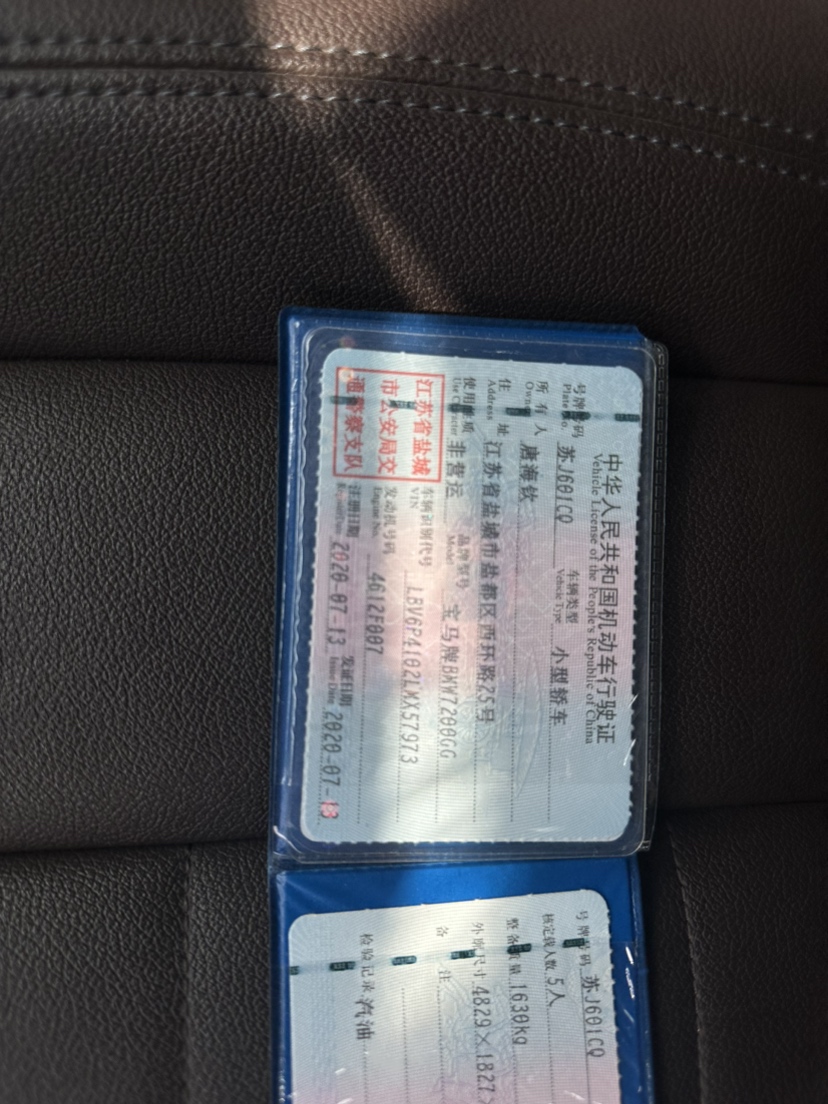 中华人民共和国机动车行驶证
Vehicle License of the People's Republic of China
号牌号码 Plate No. 苏J601CQ 车辆类型 Vehicle Type 小型轿车
所有人 Owner 唐海钦
住址 Address 江苏省盐城市盐都区西环路25号
使用性质 Use Character 非营运 品牌型号 Model 宝马牌BMW7200GG
江苏省盐城
市公安局交
通警察支队
车辆识别代号 VIN LBV6P4102LMX57973
发动机号码 Engine No. 4612F007
注册日期 2020-07-13 发证日期 Issue Date 2020-07-
号牌号码 苏J601CQ
核定载人数 5人
整备质量 1630kg
外廓尺寸 4829×1827
备注
检验记录 汽油